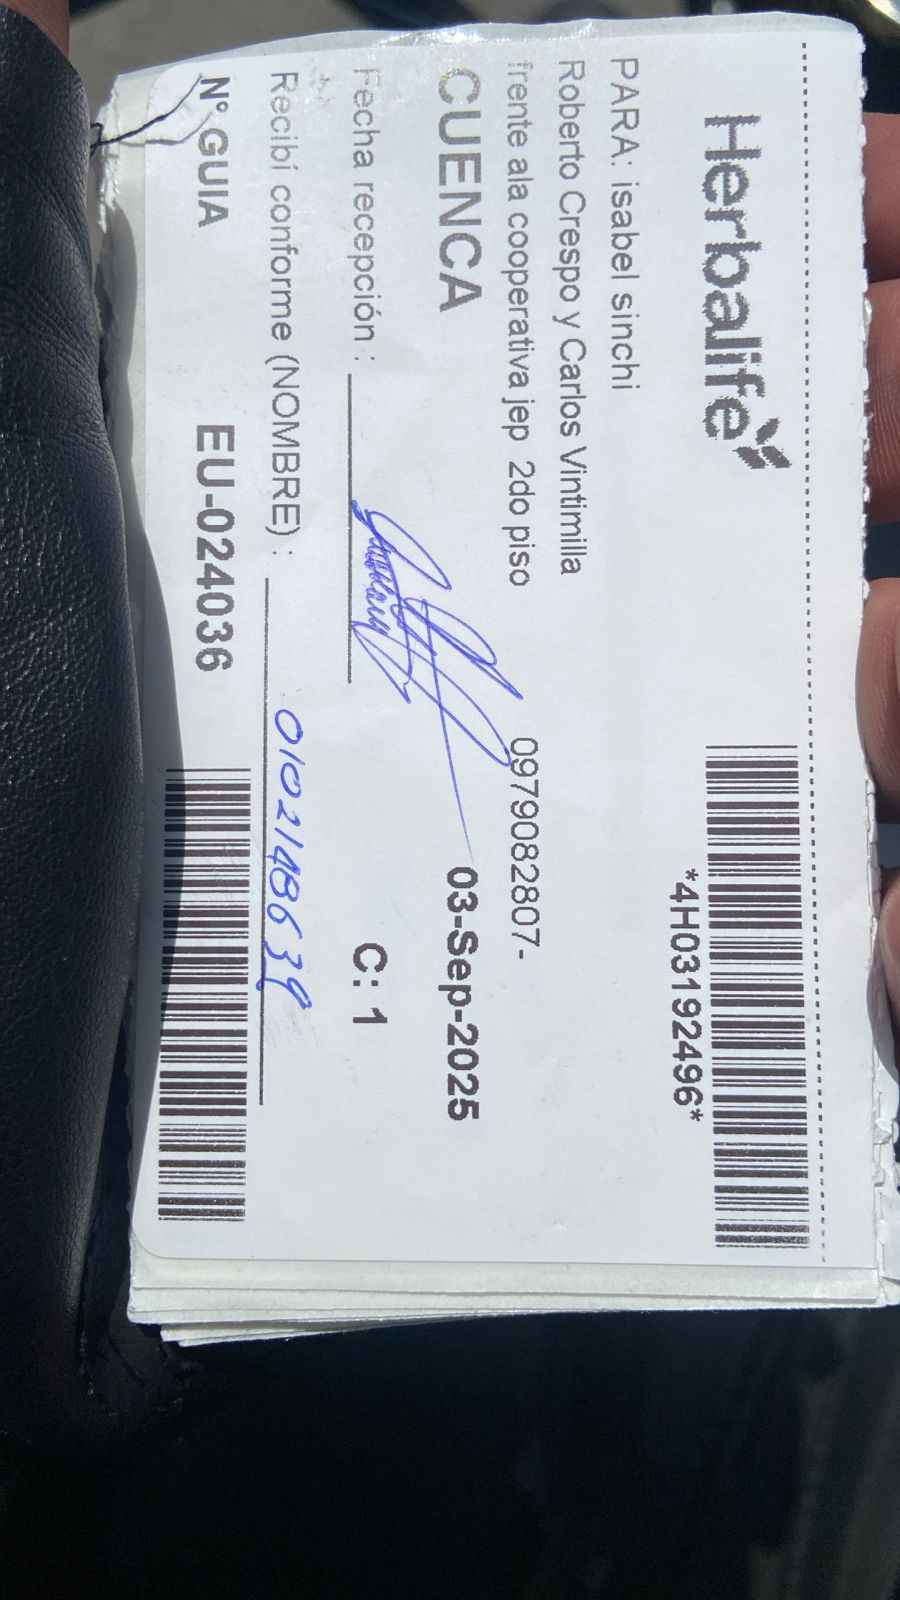 Herbalife
*4H03192496*
PARA: isabel sinchi
Roberto Crespo y Carlos Vintimilla
frente ala cooperativa jep 2do piso
0979082807-
CUENCA
03-Sep-2025
Fecha recepción :
C: 1
Recibí conforme (NOMBRE) :
0102148639
N° GUIA
EU-024036